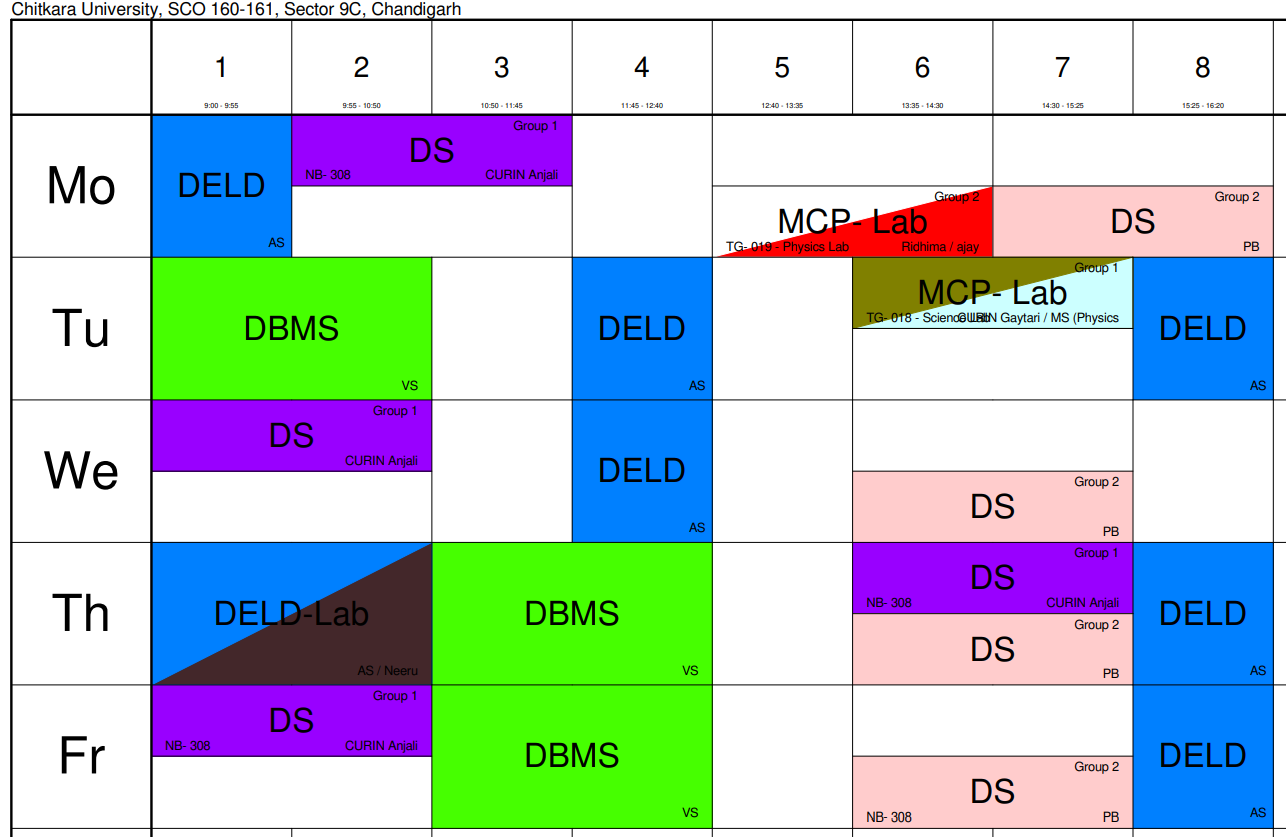 Chitkara University, SCO 160-161, Sector 9C, Chandigarh
1 2 3 4 5 6 7 8
9:00 - 9:55 9:55 - 10:50 10:50 - 11:45 11:45 - 12:40 12:40 - 13:35 13:35 - 14:30 14:30 - 15:25 15:25 - 16:20
Mo
DELD
AS
Group 1
DS
NB- 308 CURIN Anjali
Group 2
MCP- Lab
TG- 019 - Physics Lab Ridhima / ajay
Group 2
DS
PB
Tu
DBMS
VS
DELD
AS
Group 1
MCP- Lab
TG- 018 - Science Lab CURIN Gaytari / MS (Physics
DELD
AS
We
Group 1
DS
CURIN Anjali
DELD
AS
Group 2
DS
PB
Th
DELD-Lab
AS / Neeru
DBMS
VS
Group 1
DS
NB- 308 CURIN Anjali
Group 2
DS
PB
DELD
AS
Fr
Group 1
DS
NB- 308 CURIN Anjali
DBMS
VS
Group 2
DS
NB- 308 PB
DELD
AS